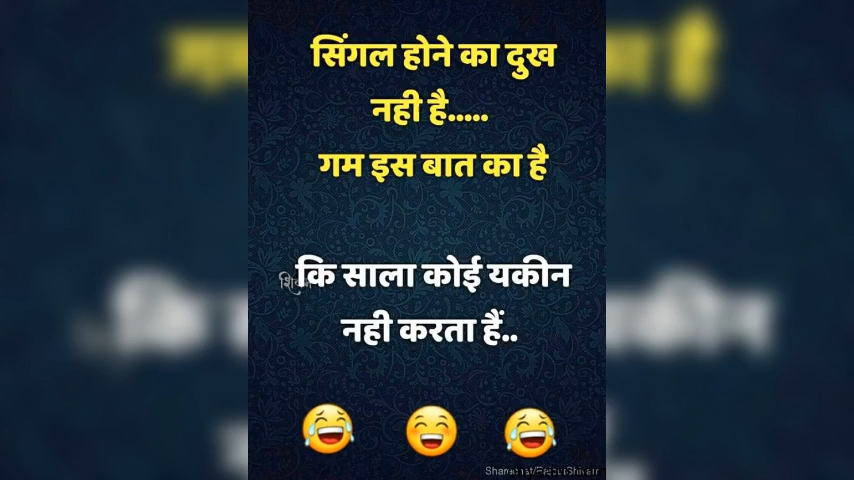 सिंगल होने का दुख
नही है.....
गम इस बात का है
कि साला कोई यकीन
नही करता हैं..